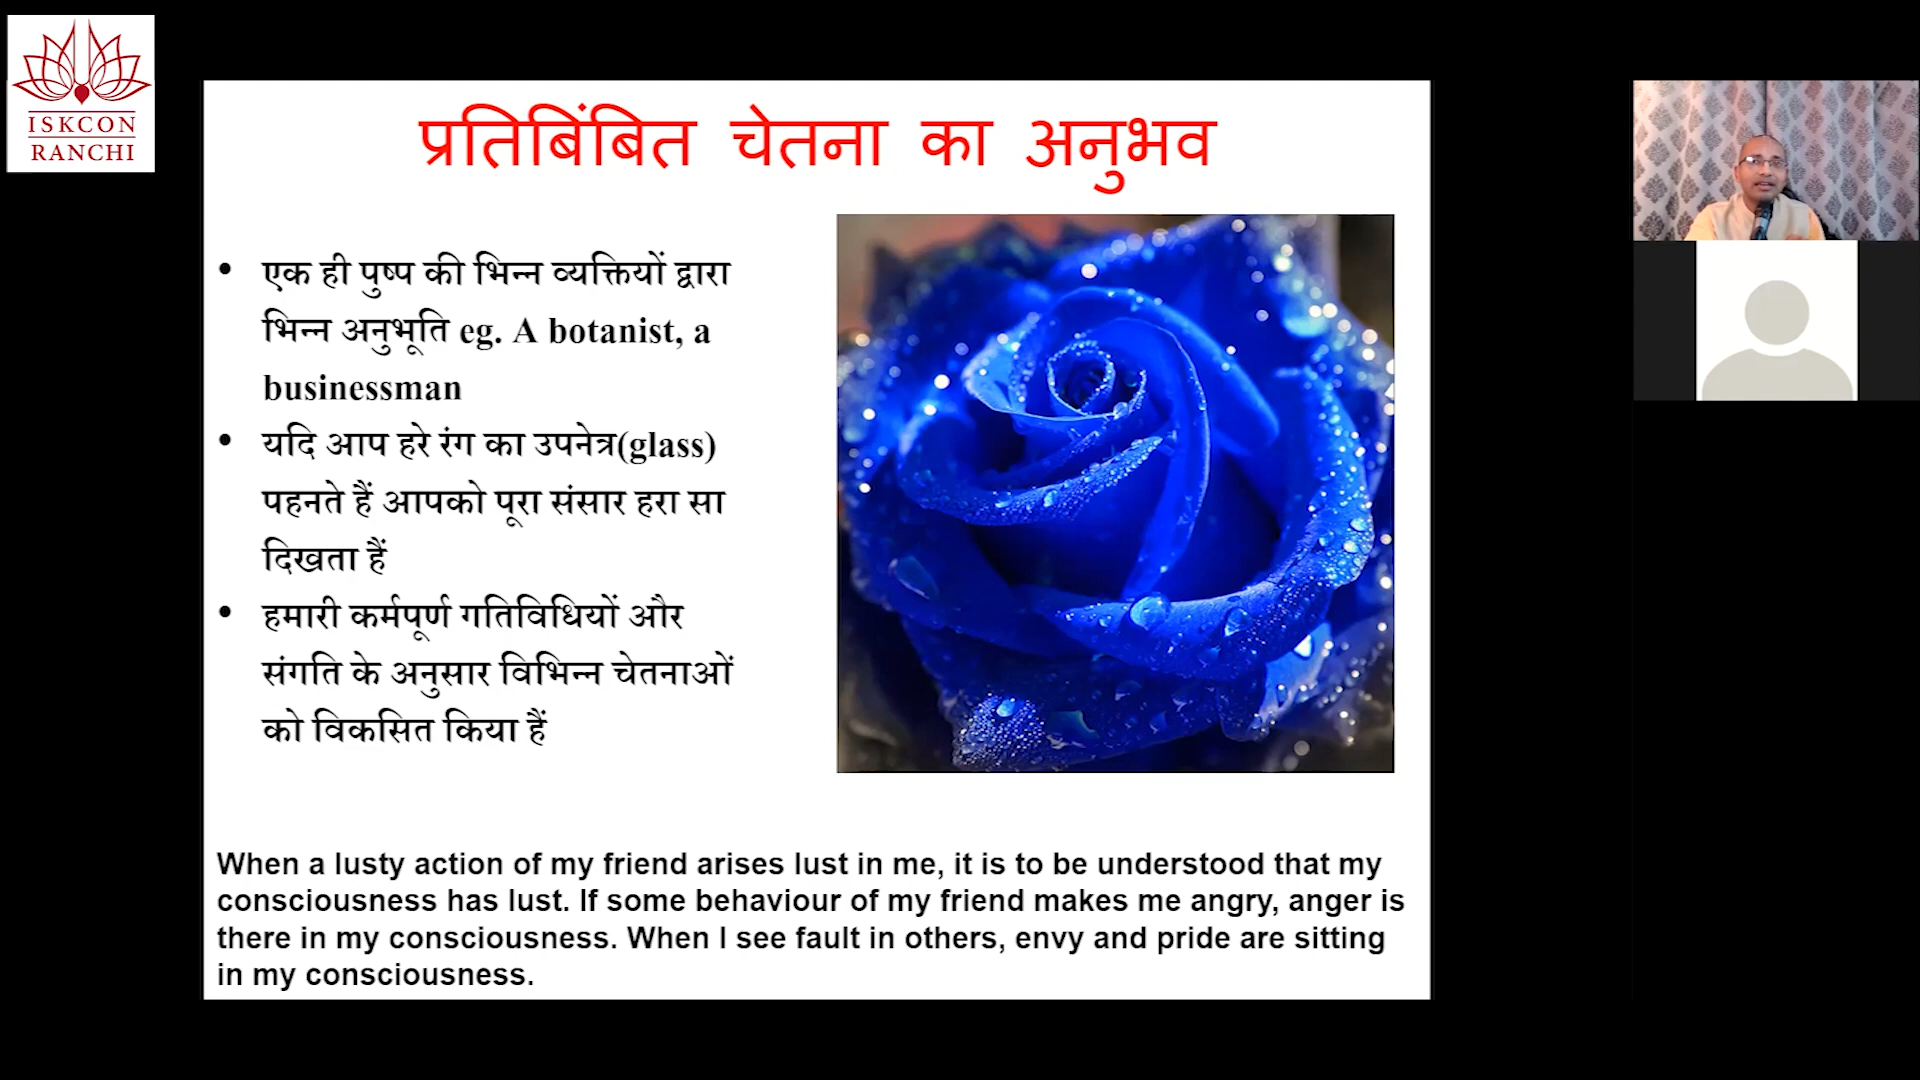 ISKCON
RANCHI
प्रतिबिंबित चेतना का अनुभव
• एक ही पुष्प की भिन्न व्यक्तियों द्वारा
भिन्न अनुभूति eg. A botanist, a
businessman
• यदि आप हरे रंग का उपनेत्र(glass)
पहनते हैं आपको पूरा संसार हरा सा
दिखता हैं
• हमारी कर्मपूर्ण गतिविधियों और
संगति के अनुसार विभिन्न चेतनाओं
को विकसित किया हैं
When a lusty action of my friend arises lust in me, it is to be understood that my
consciousness has lust. If some behaviour of my friend makes me angry, anger is
there in my consciousness. When I see fault in others, envy and pride are sitting
in my consciousness.